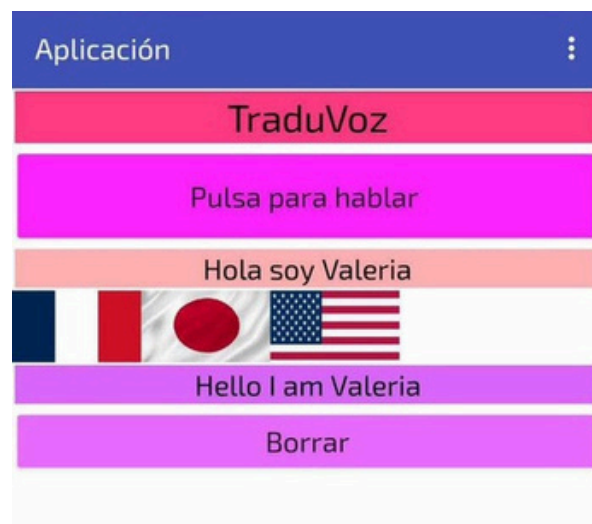 Aplicación
TraduVoz
Pulsa para hablar
Hola soy Valeria
Hello I am Valeria
Borrar